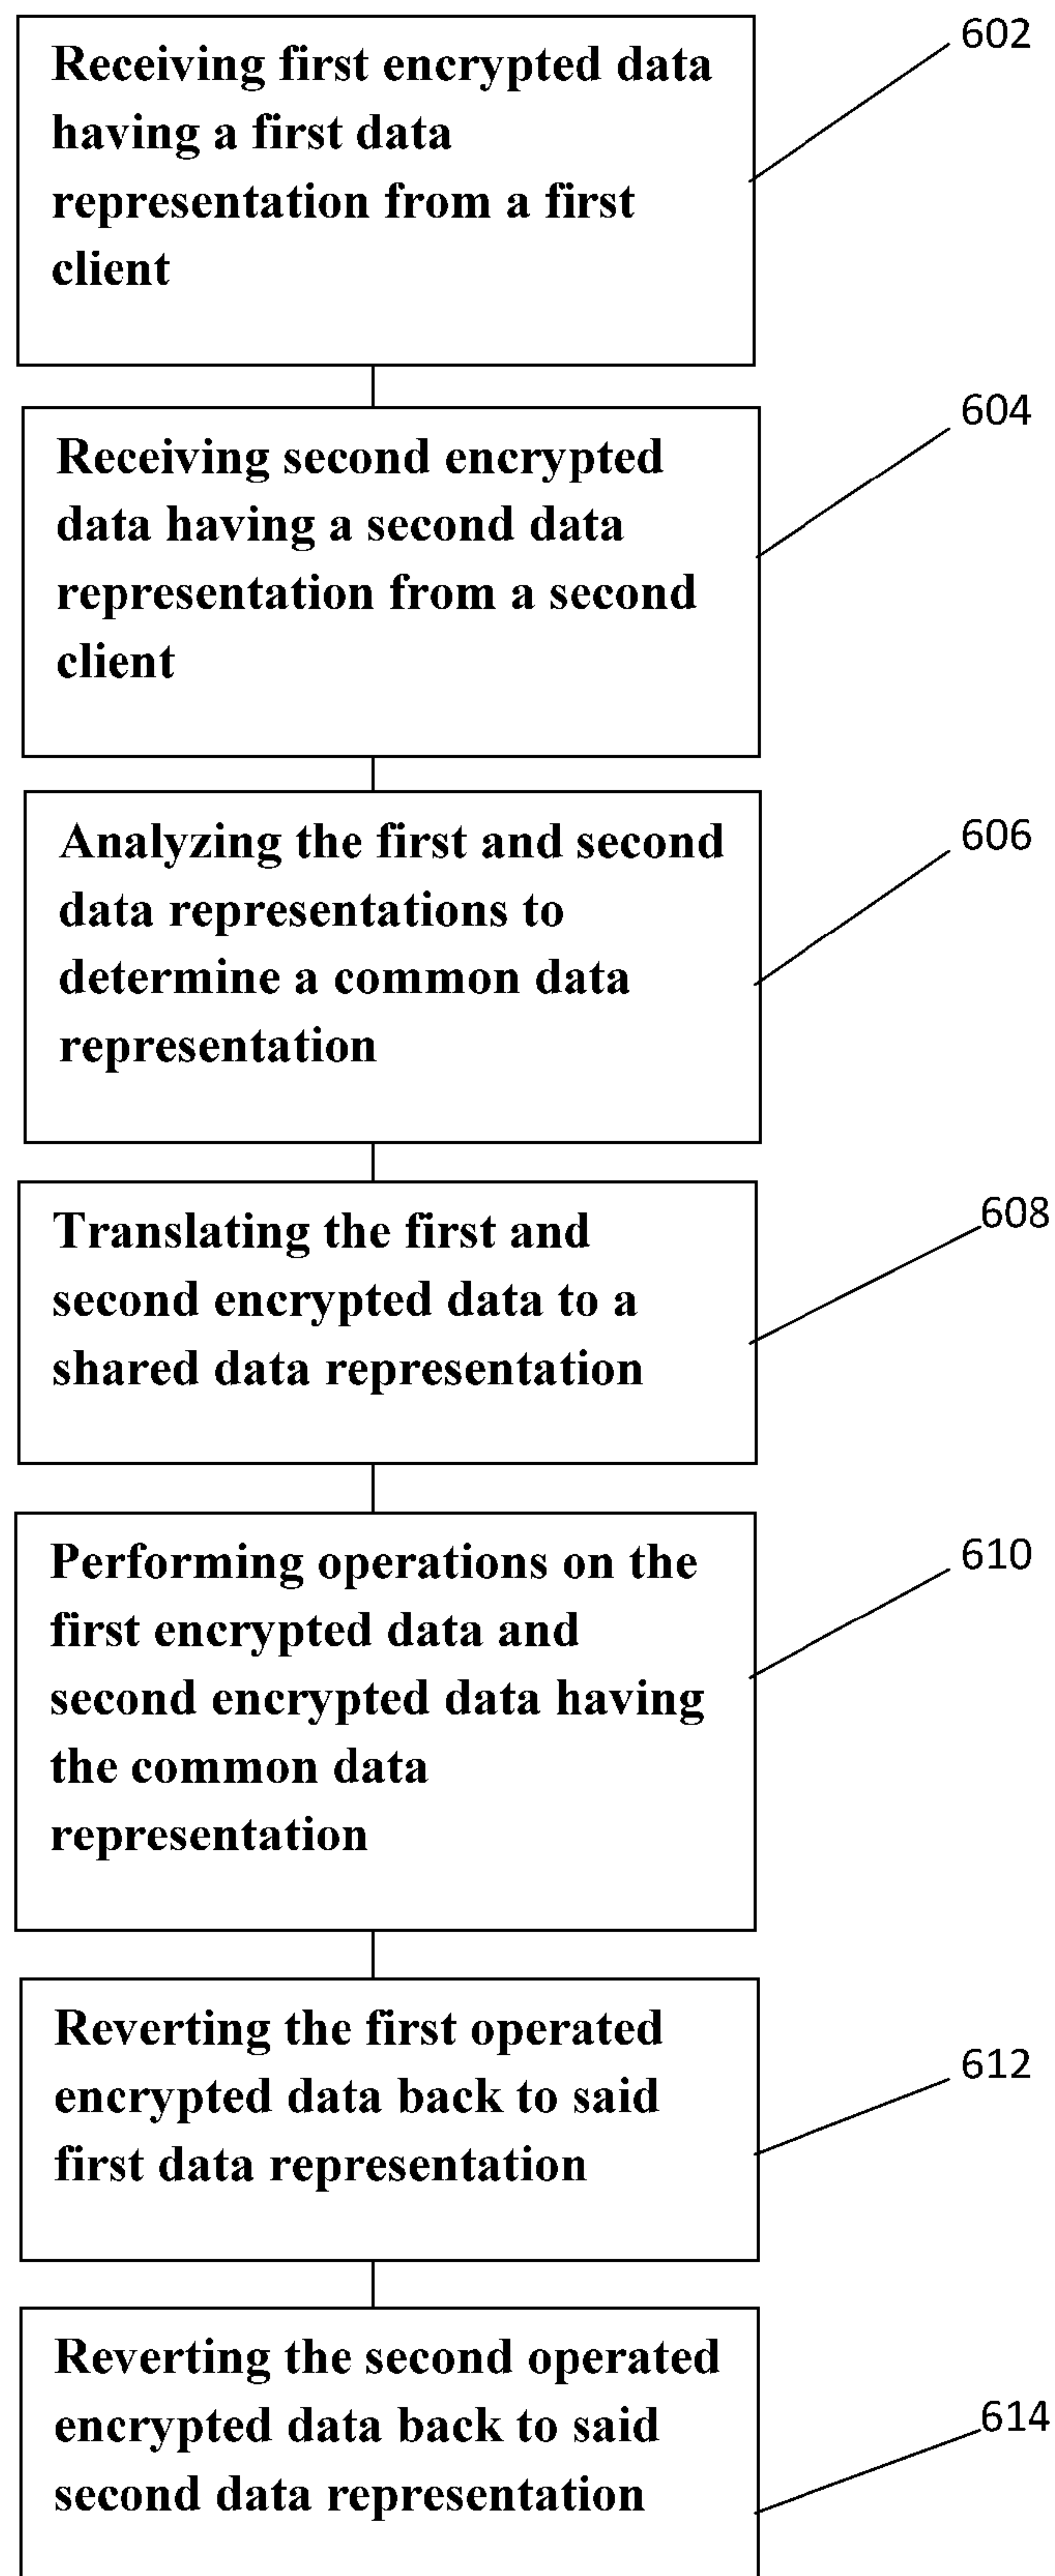 Receiving first encrypted data
having a first data
representation from a first
client
602
Receiving second encrypted
data having a second data
representation from a second
client
604
Analyzing the first and second
data representations to
determine a common data
representation
606
Translating the first and
second encrypted data to a
shared data representation
608
Performing operations on the
first encrypted data and
second encrypted data having
the common data
representation
610
Reverting the first operated
encrypted data back to said
first data representation
612
Reverting the second operated
encrypted data back to said
second data representation
614